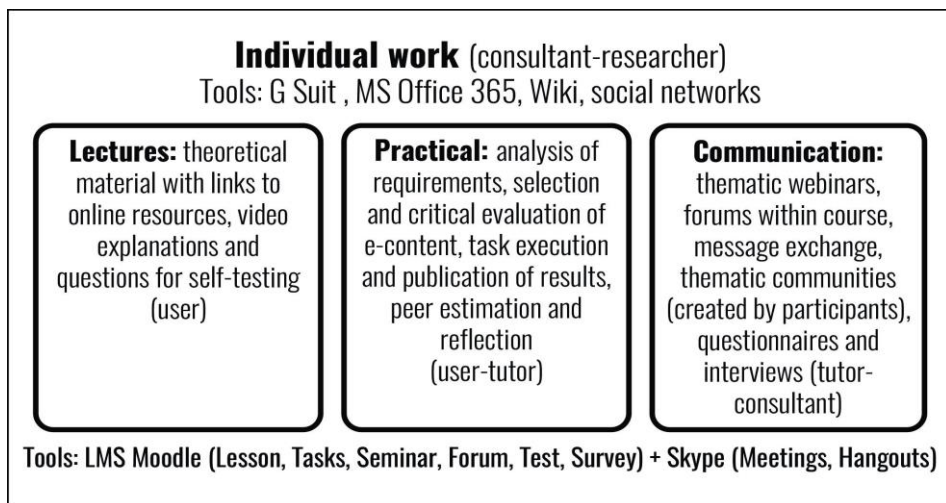 Individual work (consultant-researcher)
Tools: G Suit , MS Office 365, Wiki, social networks
Lectures: theoretical
material with links to
online resources, video
explanations and
questions for self-testing
(user)
Practical: analysis of
requirements, selection
and critical evaluation of
e-content, task execution
and publication of results,
peer estimation and
reflection
(user-tutor)
Communication:
thematic webinars,
forums within course,
message exchange,
thematic communities
(created by participants),
questionnaires and
interviews (tutor-
consultant)
Tools: LMS Moodle (Lesson, Tasks, Seminar, Forum, Test, Survey) + Skype (Meetings, Hangouts)